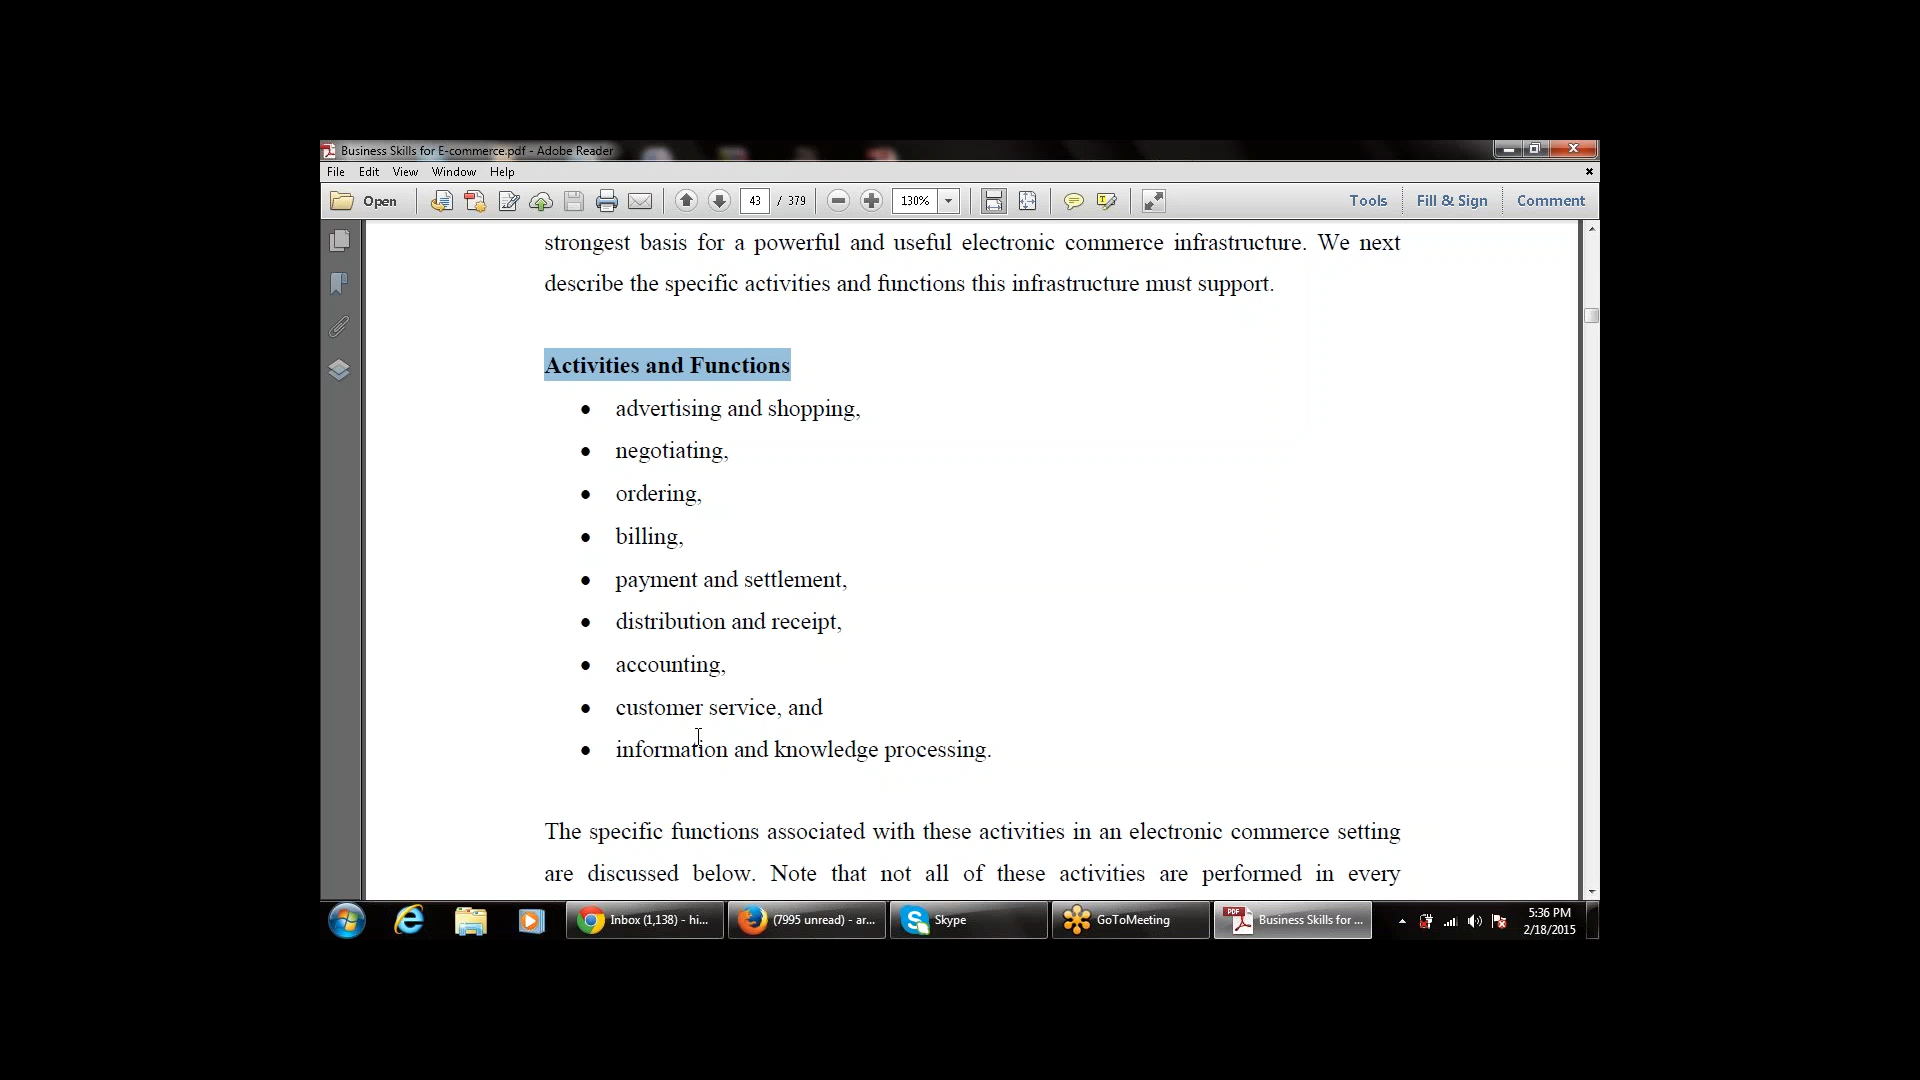 Business Skills for E-commerce.pdf - Adobe Reader
File Edit View Window Help
Open 43 / 379 130% Tools Fill & Sign Comment
strongest basis for a powerful and useful electronic commerce infrastructure. We next
describe the specific activities and functions this infrastructure must support.
Activities and Functions
• advertising and shopping,
• negotiating,
• ordering,
• billing,
• payment and settlement,
• distribution and receipt,
• accounting,
• customer service, and
• information and knowledge processing.
The specific functions associated with these activities in an electronic commerce setting
are discussed below. Note that not all of these activities are performed in every
Inbox (1,138) - hi... (7995 unread) - ar... Skype GoToMeeting PDF Business Skills for ... 5:36 PM
2/18/2015